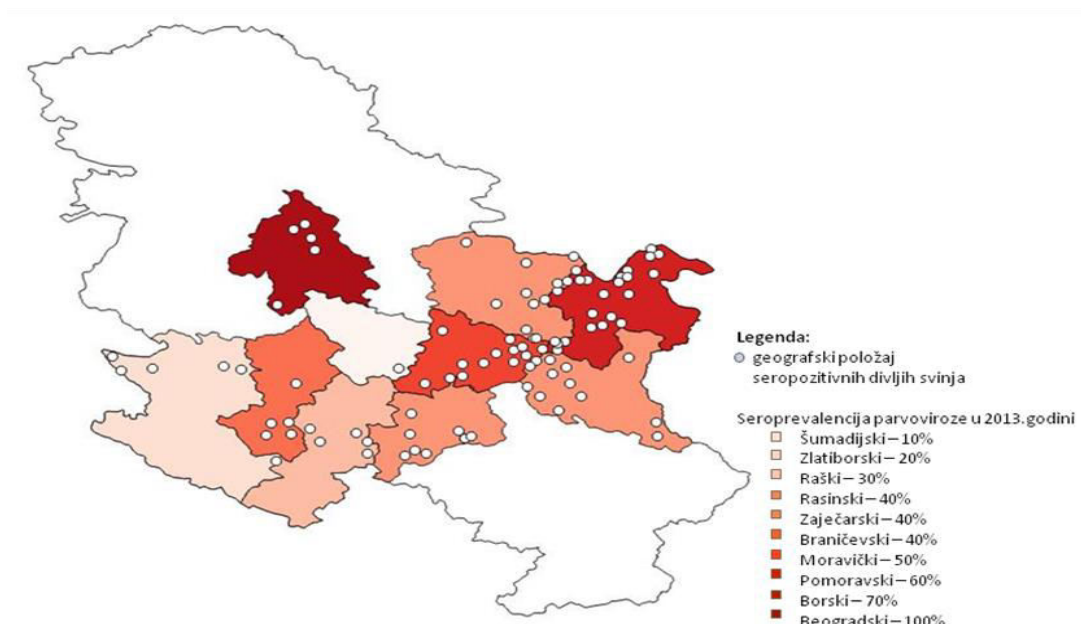 Legenda:
geografski položaj
seropozitivnih divljih svinja
Seroprevalencija parvoviroze u 2013.godini
Šumadijski–10%
Zlatiborski–20%
Raški–30%
Rasinski–40%
Zaječarski–40%
Braničevski–40%
Moravički–50%
Pomoravski–60%
Borski–70%
Beogradski–100%